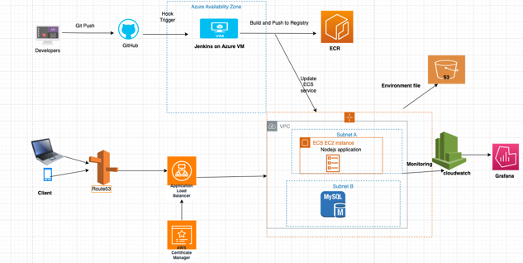 Azure Availability Zone
Git Push
Hook
Trigger
Build and Push to Registry
Developers
GitHub
Jenkins on Azure VM
ECR
Update
ECS
service
S3
Environment file
VPC
Subnet A
ECS EC2 instance
Nodejs application
Monitoring
cloudwatch
Grafana
Client
Route53
Application
Load
Balancer
Subnet B
MySQL
AWS
Certificate
Manager